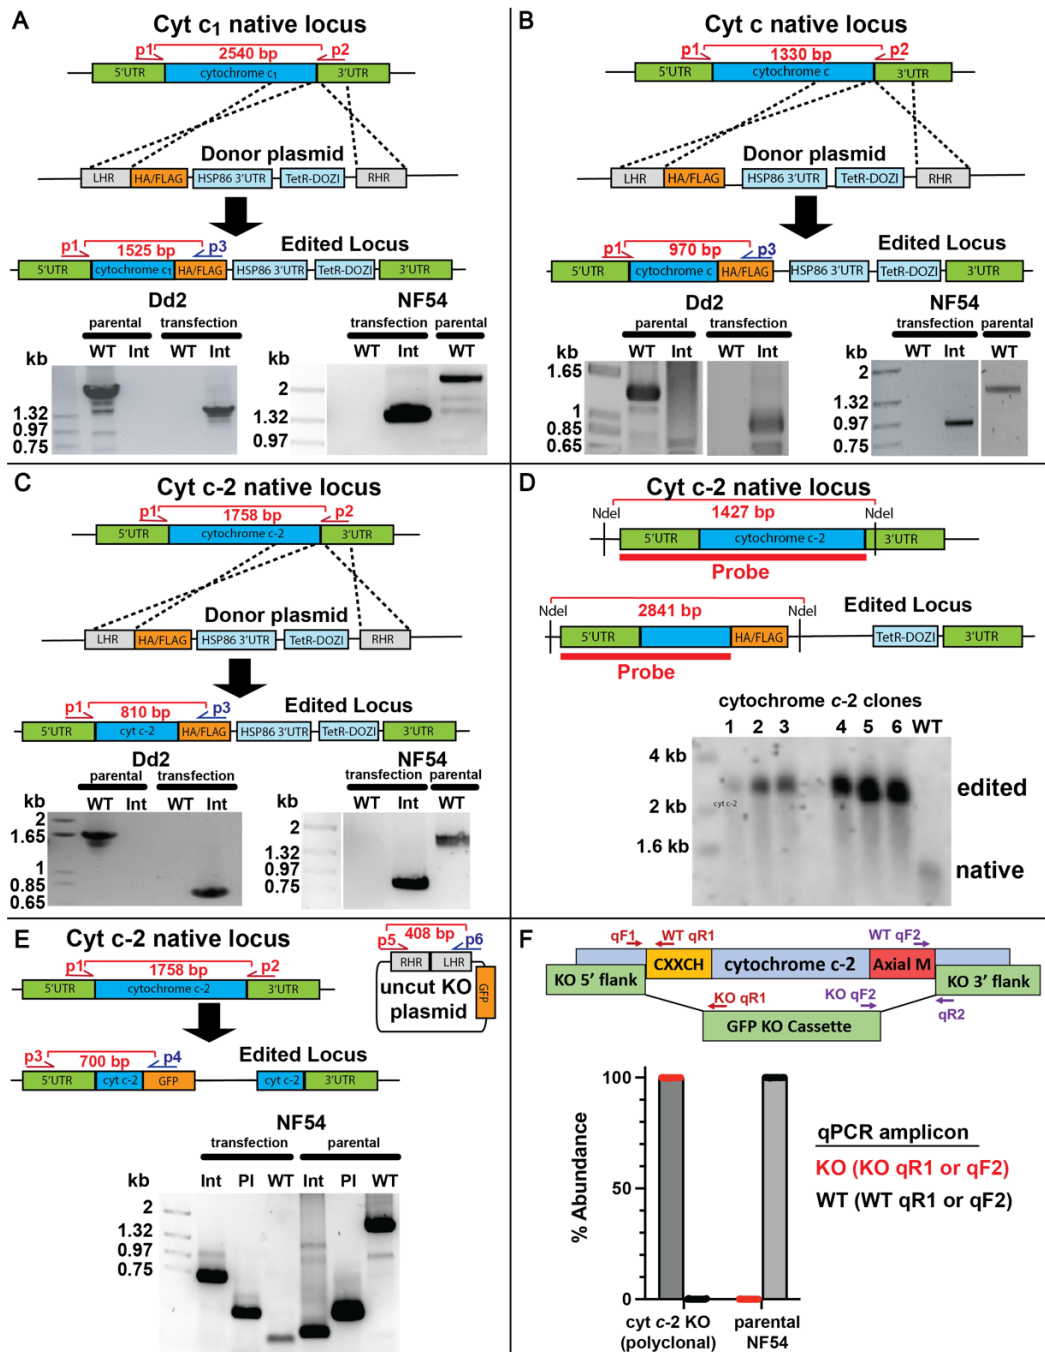 A
Cyt c1 native locus
p1 2540 bp p2
5'UTR cytochrome c1 3'UTR
Donor plasmid
LHR HA/FLAG HSP86 3'UTR TetR-DOZI RHR
p1 1525 bp p3 Edited Locus
5'UTR cytochrome c1 HA/FLAG HSP86 3'UTR TetR-DOZI 3'UTR
Dd2 NF54
parental transfection transfection parental
kb WT Int WT Int kb WT Int WT
1.32
0.97
0.75
2
1.32
0.97
B
Cyt c native locus
p1 1330 bp p2
5'UTR cytochrome c 3'UTR
Donor plasmid
LHR HA/FLAG HSP86 3'UTR TetR-DOZI RHR
Edited Locus
p1 970 bp p3
5'UTR cytochrome c HA/FLAG HSP86 3'UTR TetR-DOZI 3'UTR
Dd2 NF54
parental transfection transfection parental
kb WT Int WT Int kb WT Int WT
1.65
1
0.85
0.65
2
1.32
0.97
0.75
C
Cyt c-2 native locus
p1 1758 bp p2
5'UTR cytochrome c-2 3'UTR
Donor plasmid
LHR HA/FLAG HSP86 3'UTR TetR-DOZI RHR
p1 810 bp p3 Edited Locus
5'UTR cyt c-2 HA/FLAG HSP86 3'UTR TetR-DOZI 3'UTR
Dd2 NF54
parental transfection transfection parental
kb WT Int WT Int kb WT Int WT
2
1.65
1
0.85
0.65
2
1.32
0.97
0.75
D
Cyt c-2 native locus
NdeI 1427 bp NdeI
5'UTR cytochrome c-2 3'UTR
Probe
NdeI 2841 bp NdeI Edited Locus
5'UTR HA/FLAG TetR-DOZI 3'UTR
Probe
cytochrome c-2 clones
1 2 3 4 5 6 WT
4 kb
edited
cyt c-2
2 kb
1.6 kb
native
E
Cyt c-2 native locus
p1 1758 bp p2
5'UTR cytochrome c-2 3'UTR
408 bp
p5 p6
RHR LHR
uncut KO
plasmid
GFP
Edited Locus
p3 700 bp p4
5'UTR cyt c-2 GFP cyt c-2 3'UTR
NF54
transfection parental
kb Int Pl WT Int Pl WT
2
1.32
0.97
0.75
F
qF1 WT qR1 WT qF2
CXXCH cytochrome c-2 Axial M
KO 5' flank KO 3' flank
KO qR1 KO qF2 qR2
GFP KO Cassette
% Abundance
100
50
0
cyt c-2 KO parental
(polyclonal) NF54
qPCR amplicon
KO (KO qR1 or qF2)
WT (WT qR1 or qF2)